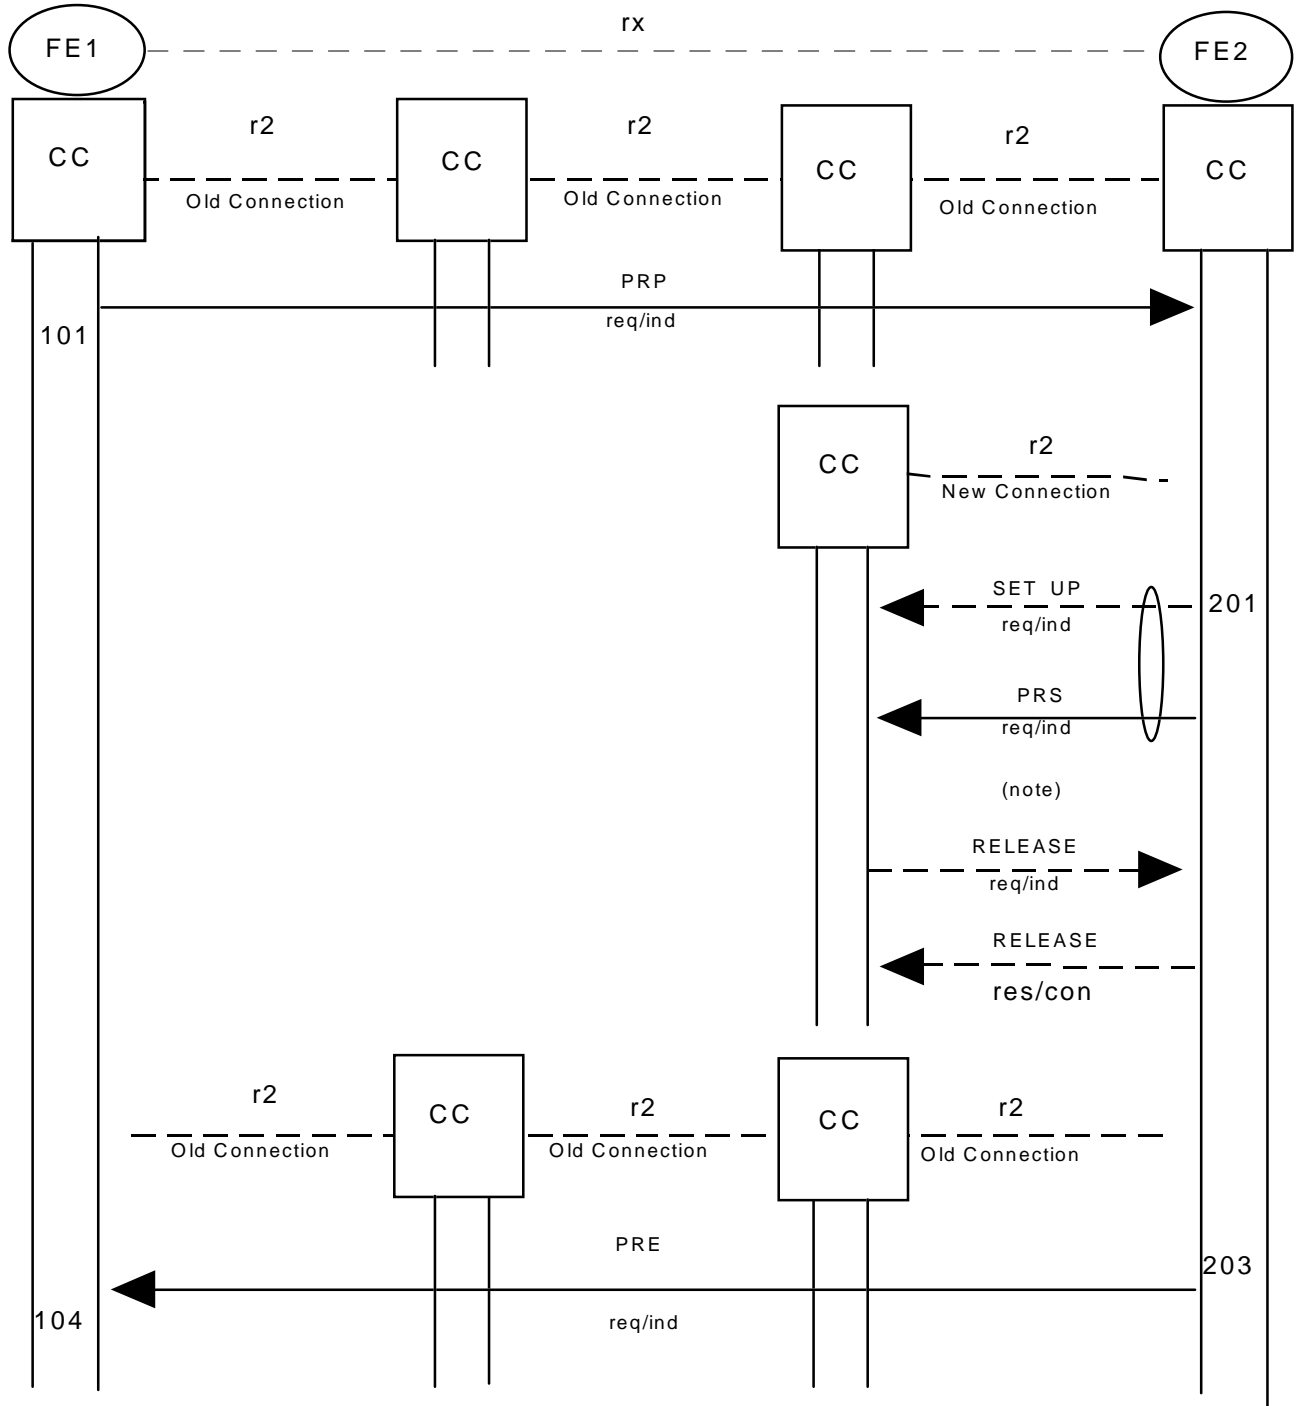 rx
FE1
FE2
r2
r2
r2
CC
CC
CC
CC
Old Connection
Old Connection
Old Connection
PRP
req/ind
101
r2
CC
New Connection
SET UP
201
req/ind
PRS
req/ind
(note)
RELEASE
req/ind
RELEASE
res/con
r2
r2
r2
CC
CC
Old Connection
Old Connection
Old Connection
PRE
203
104
req/ind